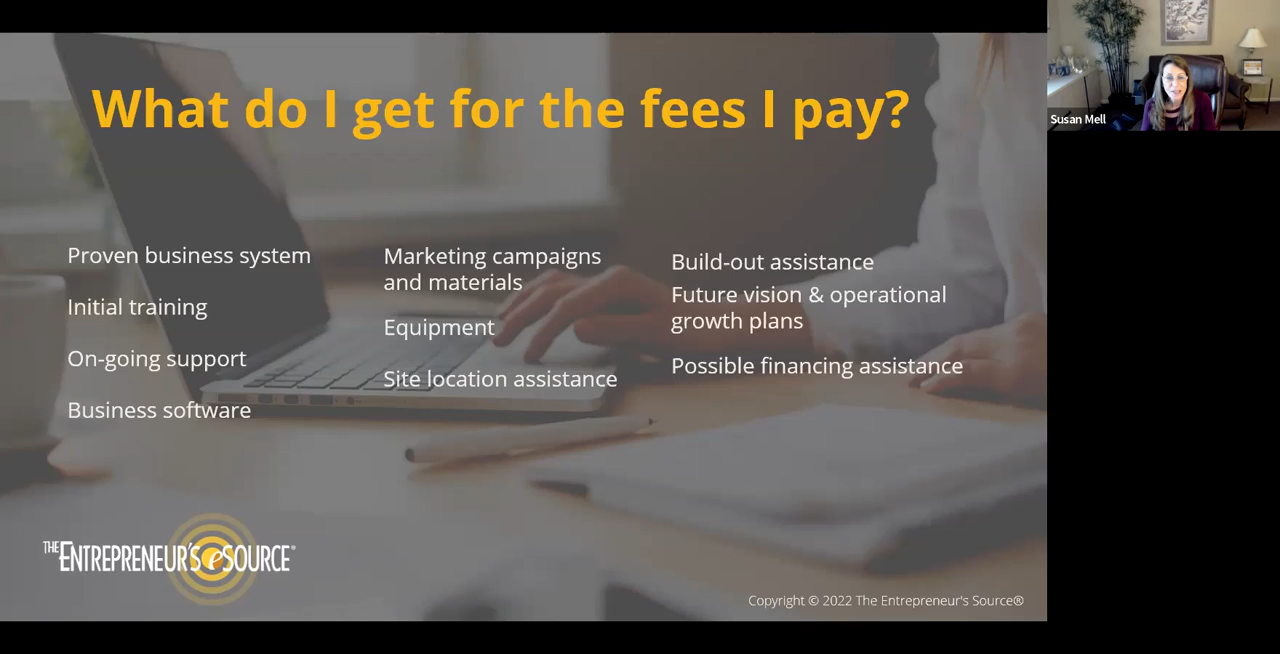 What do I get for the fees I pay?
Proven business system
Initial training
On-going support
Business software
Marketing campaigns
and materials
Equipment
Site location assistance
Build-out assistance
Future vision & operational
growth plans
Possible financing assistance
THE ENTREPRENEUR'S eSOURCE®
Copyright © 2022 The Entrepreneur's Source®
Susan Mell